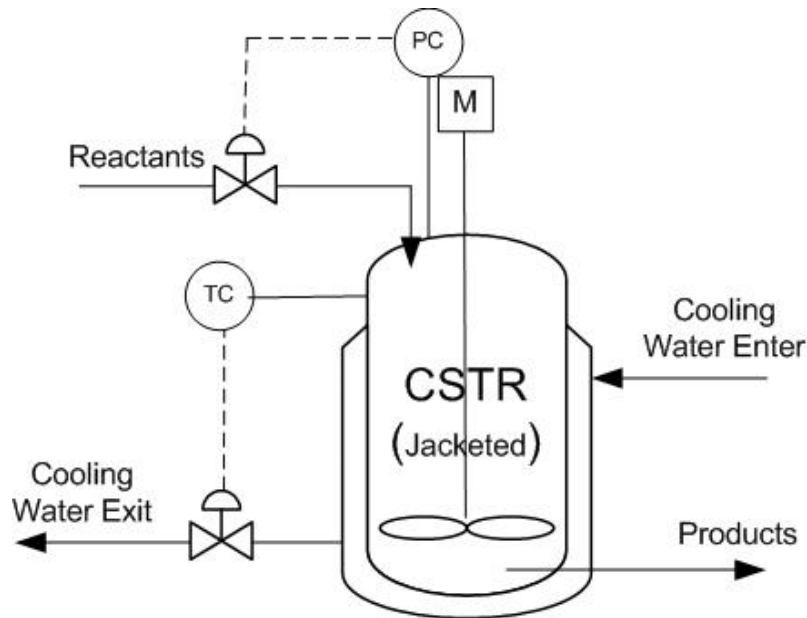 PC
M
Reactants
TC
Cooling
Water Enter
CSTR
(Jacketed)
Cooling
Water Exit
Products